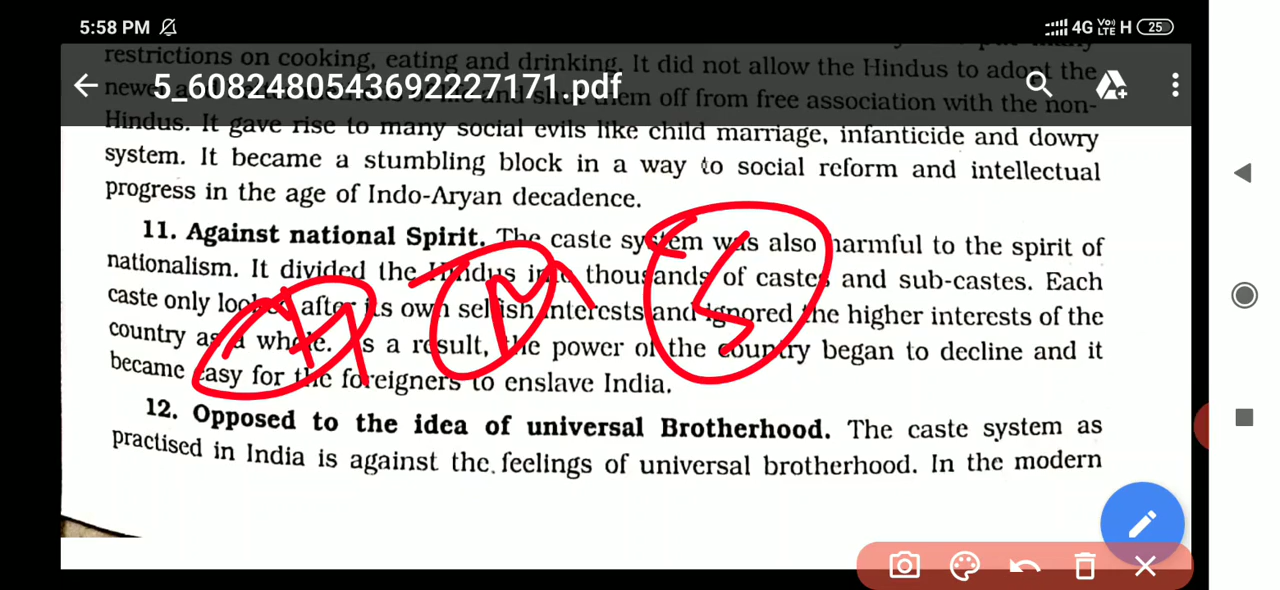 5:58 PM
4G Vo) LTE H 25
restrictions on cooking, eating and drinking. It did not allow the Hindus to adopt the
5_6082480543692227171.pdf
and shut them off from free association with the non-
Hindus. It gave rise to many social evils like child marriage, infanticide and dowry
system. It became a stumbling block in a way to social reform and intellectual
progress in the age of Indo-Aryan decadence.
11. Against national Spirit. The caste system was also harmful to the spirit of
nationalism. It divided the Hindus into thousands of castes and sub-castes. Each
caste only looked after its own selfish interests and ignored the higher interests of the
country as a whole. As a result, the power of the country began to decline and it
became easy for the foreigners to enslave India.
12. Opposed to the idea of universal Brotherhood. The caste system as
practised in India is against the feelings of universal brotherhood. In the modern